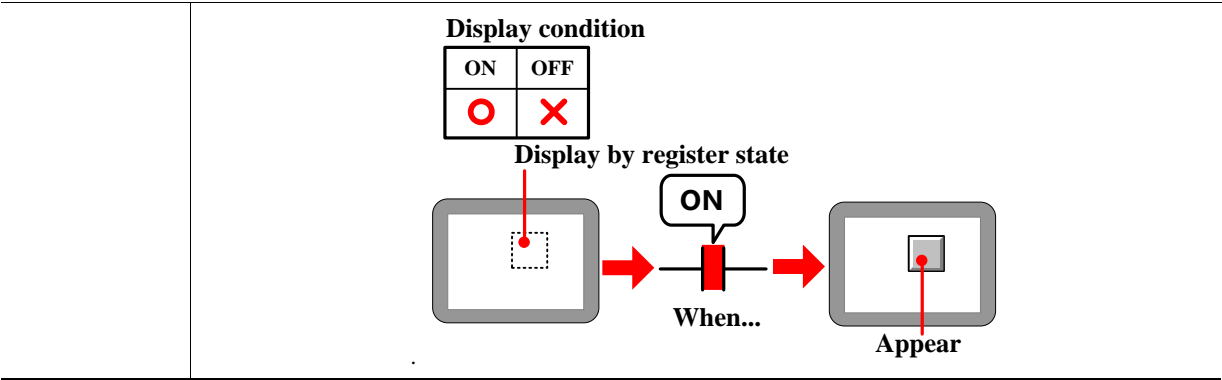 Display condition
ON OFF
Display by register state
ON
When...
Appear
.